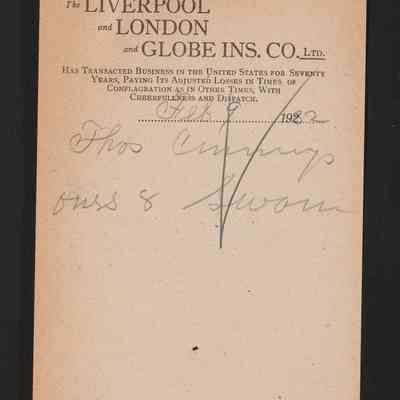 The LIVERPOOL
and LONDON
and GLOBE INS. CO. LTD.
HAS TRANSACTED BUSINESS IN THE UNITED STATES FOR SEVENTY
YEARS, PAYING ITS ADJUSTED LOSSES IN TIMES OF
CONFLAGRATION AS IN OTHER TIMES, WITH
CHEERFULNESS AND DISPATCH.
Feb 9 1922
Thos Cummings
8